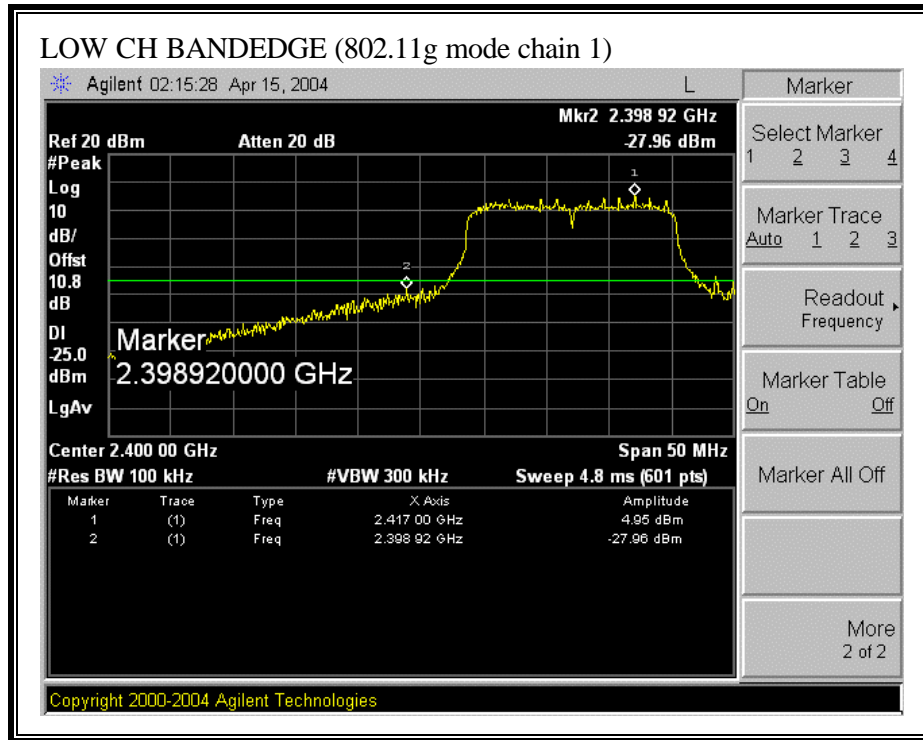 LOW CH BANDEDGE (802.11g mode chain 1)
Agilent 02:15:28 Apr 15, 2004 L
Mkr2 2.398 92 GHz
Ref 20 dBm Atten 20 dB -27.96 dBm
#Peak
Log
10
dB/
Offst
10.8
dB
DI
-25.0
dBm
LgAv
1
2
Marker
2.398920000 GHz
Center 2.400 00 GHz Span 50 MHz
#Res BW 100 kHz #VBW 300 kHz Sweep 4.8 ms (601 pts)
Marker Trace Type X Axis Amplitude
1 (1) Freq 2.417 00 GHz 4.95 dBm
2 (1) Freq 2.398 92 GHz -27.96 dBm
Copyright 2000-2004 Agilent Technologies
Marker
Select Marker
1 2 3 4
Marker Trace
Auto 1 2 3
Readout
Frequency
Marker Table
On Off
Marker All Off
More
2 of 2